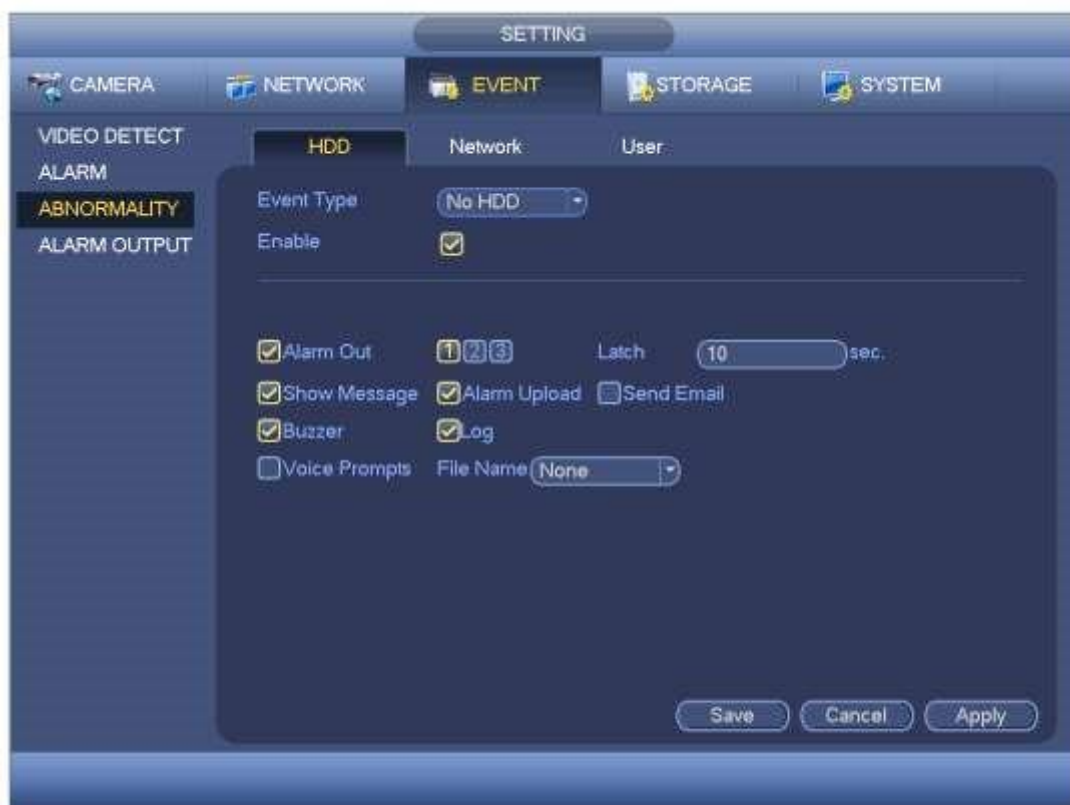 SETTING
CAMERA NETWORK EVENT STORAGE SYSTEM
VIDEO DETECT
ALARM
ABNORMALITY
ALARM OUTPUT
HDD Network User
Event Type No HDD
Enable
Alarm Out 1 2 3 Latch 10 sec.
Show Message Alarm Upload Send Email
Buzzer Log
Voice Prompts File Name None
Save Cancel Apply